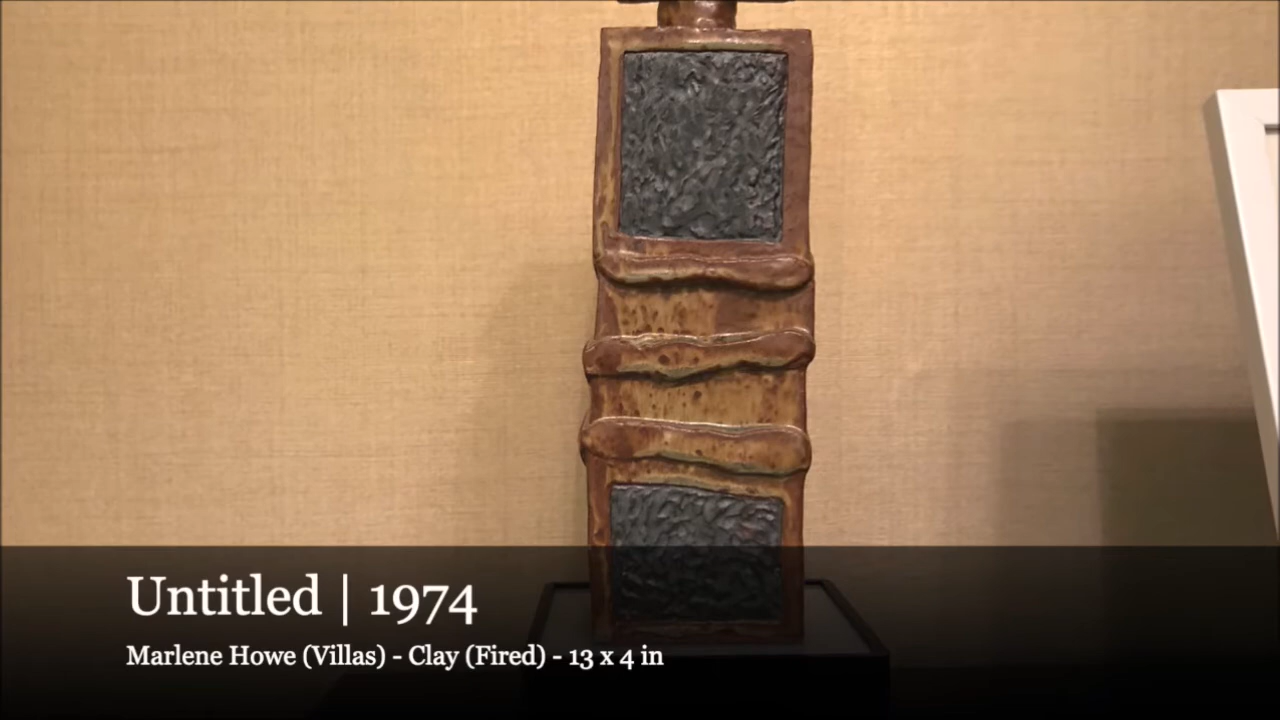 Untitled | 1974
Marlene Howe (Villas) - Clay (Fired) - 13 x 4 in